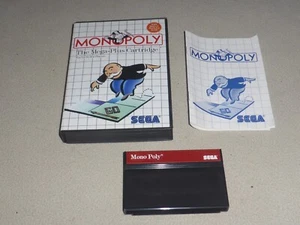 MONOPOLY
The Mega-Plus Cartridge
SEGA
MONOPOLY
SEGA
Mono Poly
SEGA